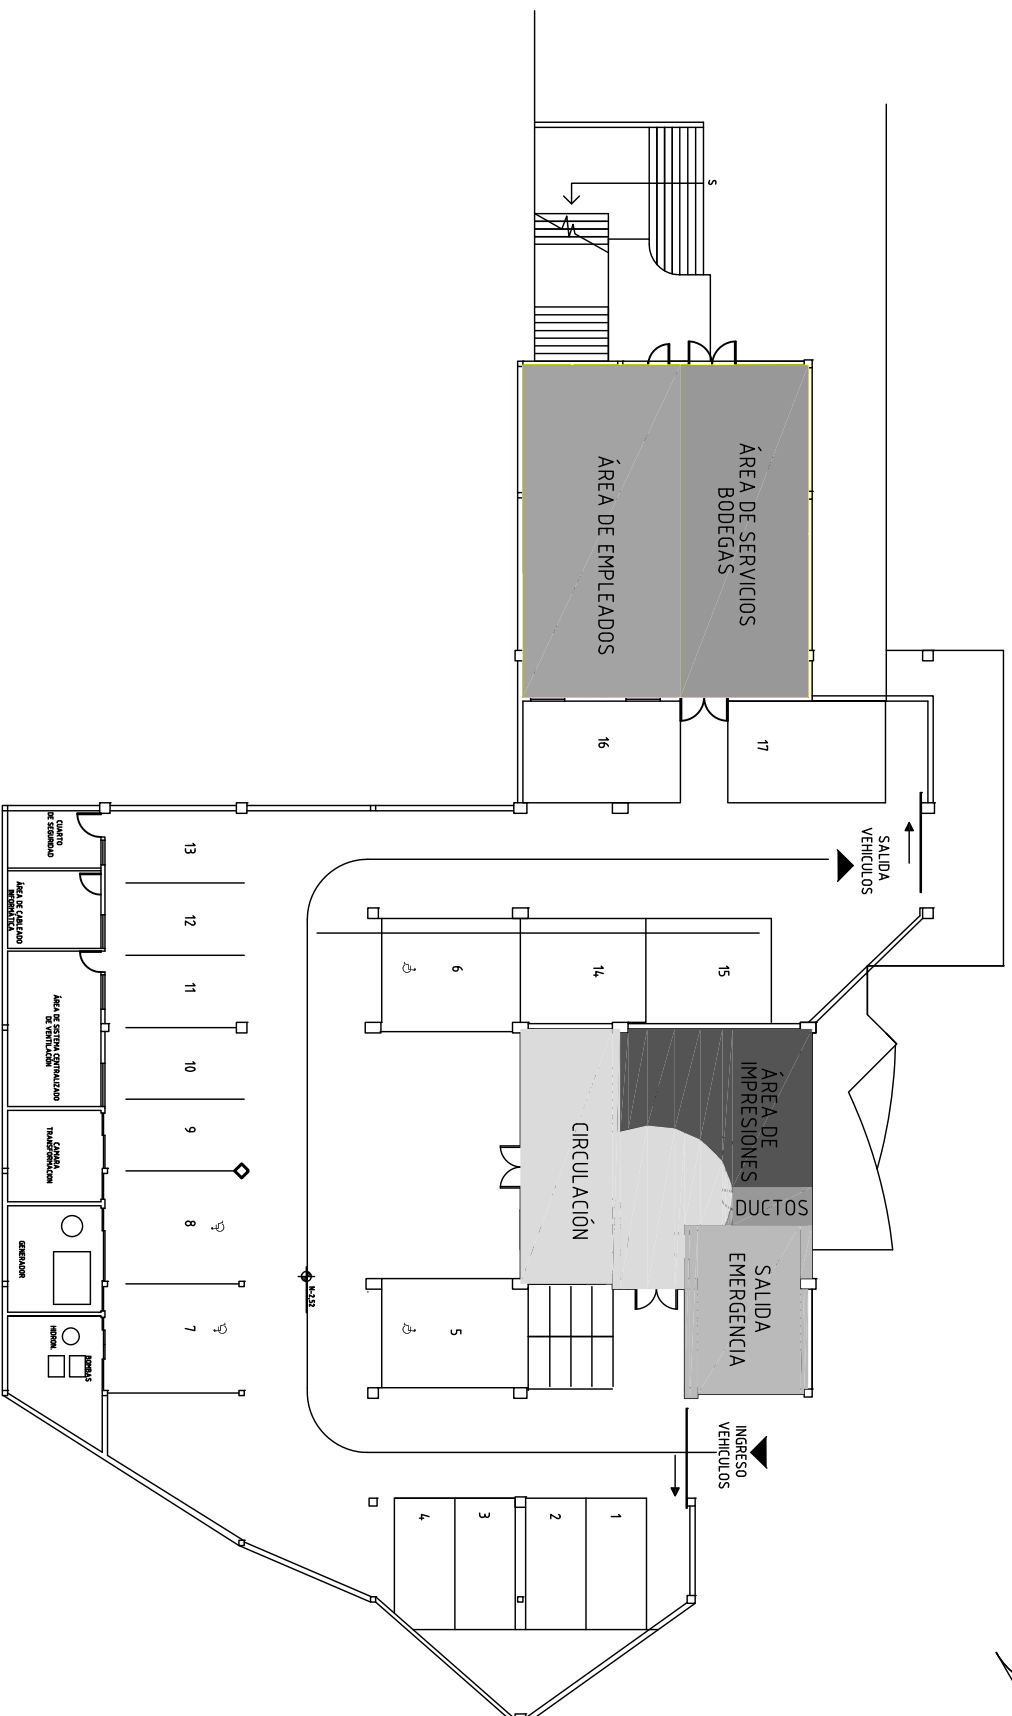 S
ÁREA DE SERVICIOS
BODEGAS
ÁREA DE EMPLEADOS
17
16
SALIDA
VEHICULOS
CUARTO
DE SEGURIDAD
13
ÁREA DE CABLEADO
INFORMÁTICA
12
6
14
15
ÁREA DE SISTEMA CENTRALIZADO
DE VENTILACIÓN
11
10
ÁREA DE
IMPRESIONES
CIRCULACIÓN
DUCTOS
CAMARA
TRANSFORMACION
9
8
GENERADOR
SALIDA
EMERGENCIA
N-2,52
HIDRON.
BOMBAS
7
5
INGRESO
VEHICULOS
4
3
2
1